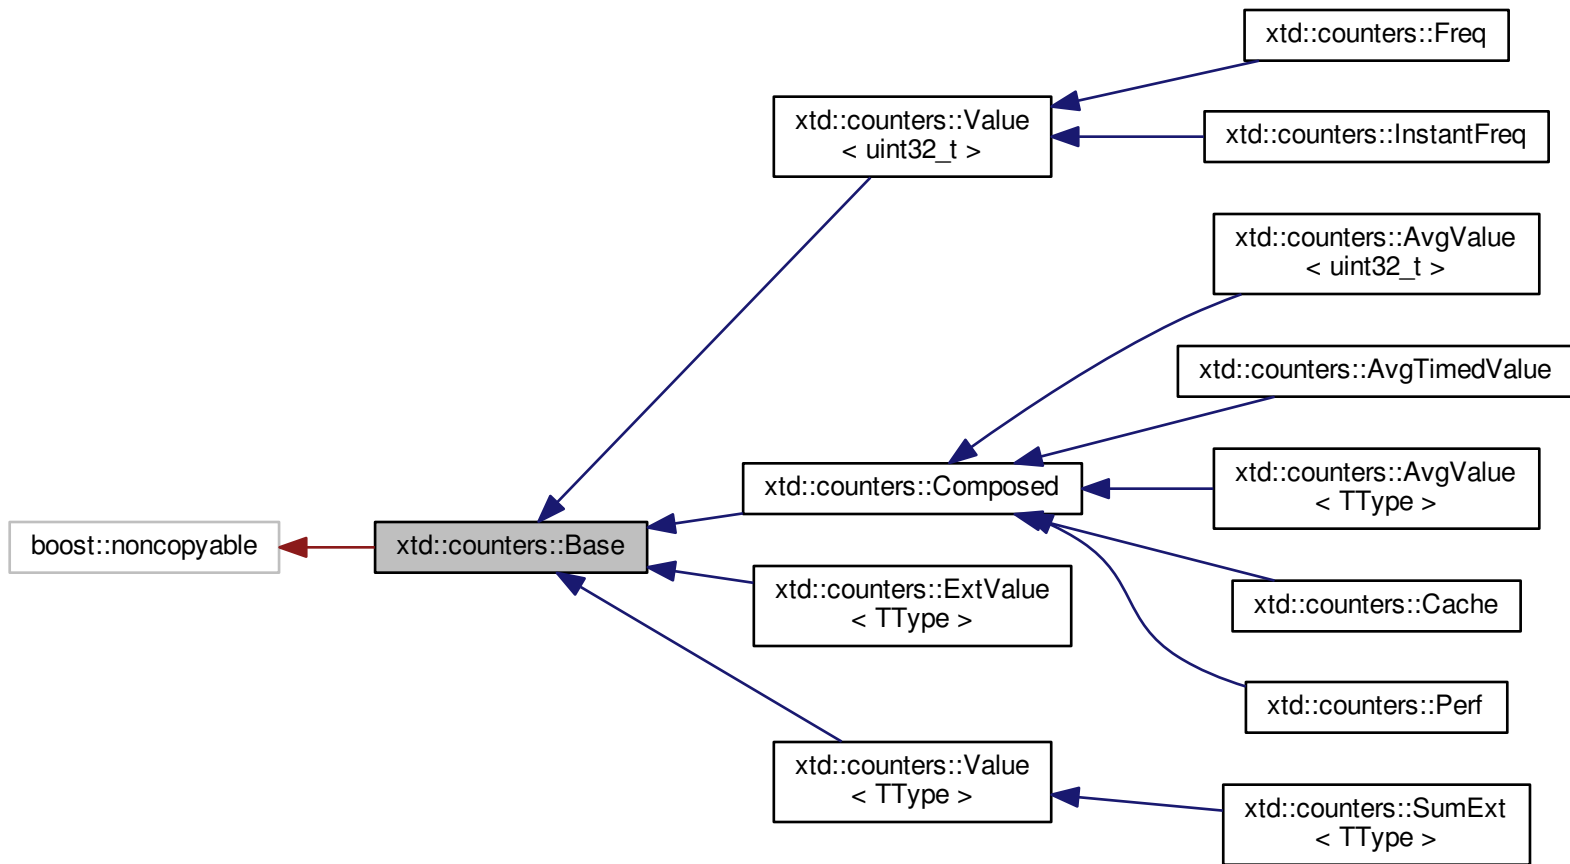 xtd::counters::Freq
xtd::counters::Value
< uint32_t >
xtd::counters::InstantFreq
xtd::counters::AvgValue
< uint32_t >
xtd::counters::AvgTimedValue
xtd::counters::Composed
xtd::counters::AvgValue
< TType >
boost::noncopyable
xtd::counters::Base
xtd::counters::ExtValue
< TType >
xtd::counters::Cache
xtd::counters::Perf
xtd::counters::Value
< TType >
xtd::counters::SumExt
< TType >